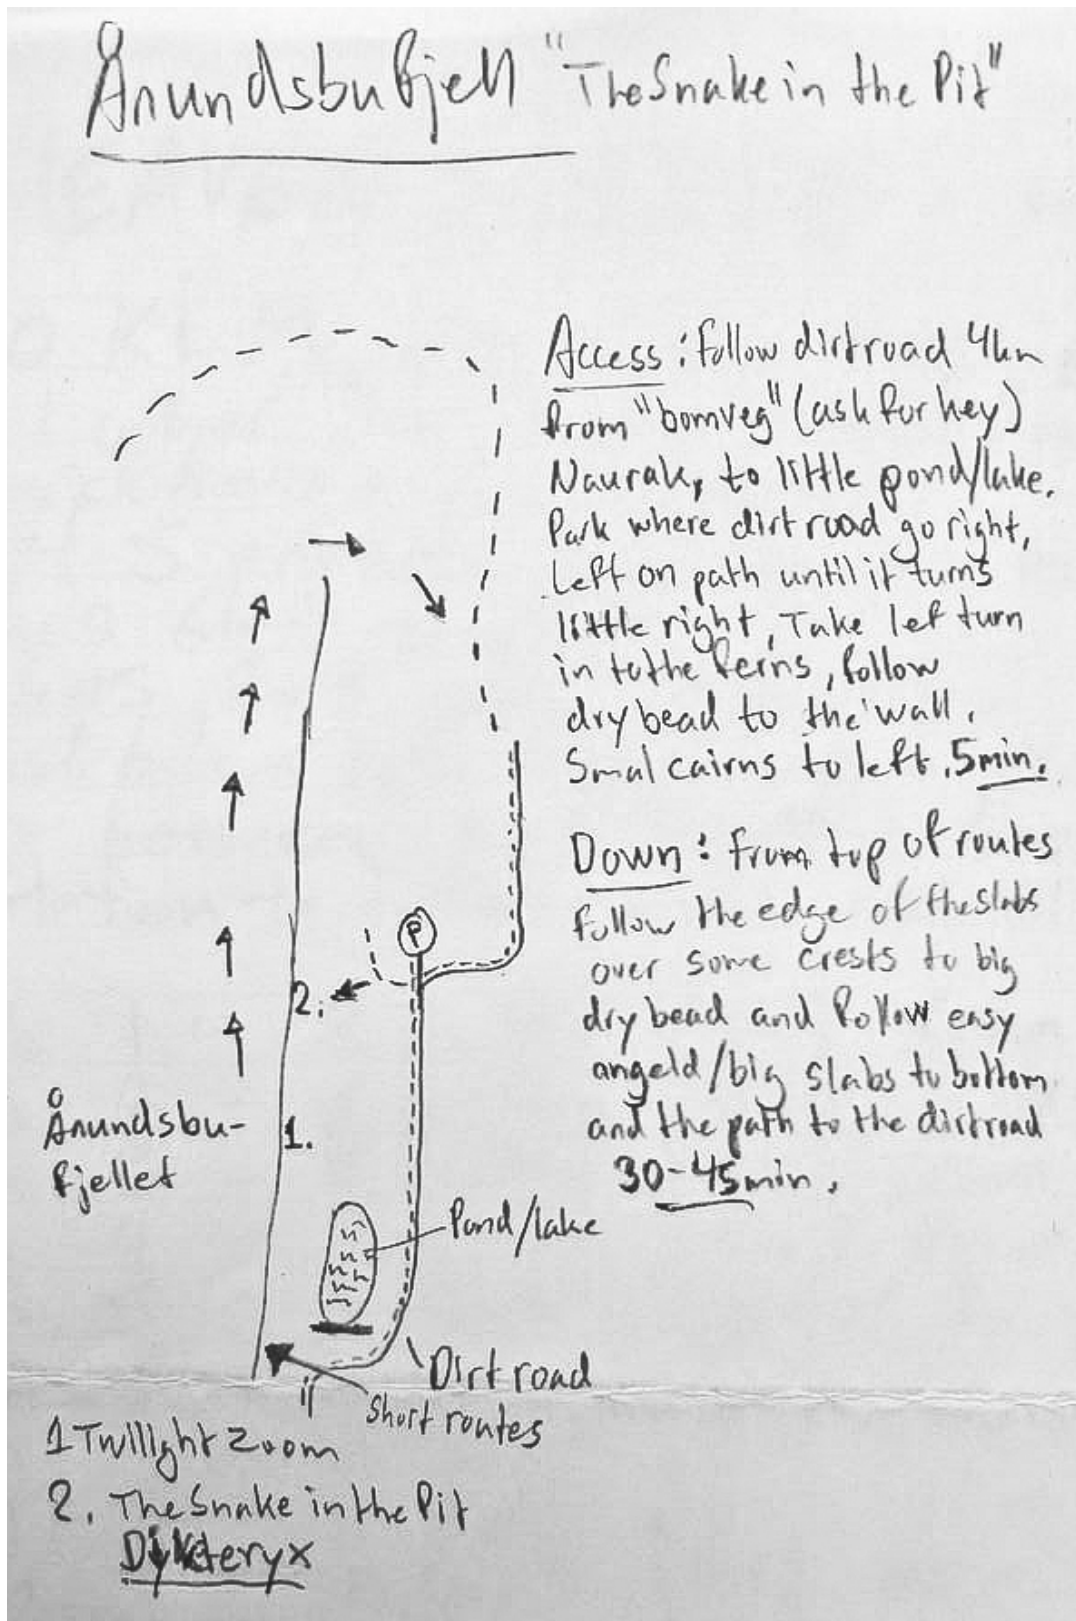 Ånundsbufjell "The Snake in the Pit"
Access: Follow dirtroad 4km
from "bomveg" (ask for key)
Naurak, to little pond/lake.
Park where dirt road go right,
left on path until it turns
little right, Take lef turn
in to the ferns, follow
dry bead to the wall.
Smal cairns to left. 5min.
Down: from top of routes
follow the edge of the slabs
over some crests to big
dry bead and follow easy
angeld/big slabs to bottom
and the path to the dirtroad
30-45min.
P
2.
Ånundsbu-
fjellet
1.
Pond/lake
Dirt road
Short routes
1 Twilight Zoom
2. The Snake in the Pit